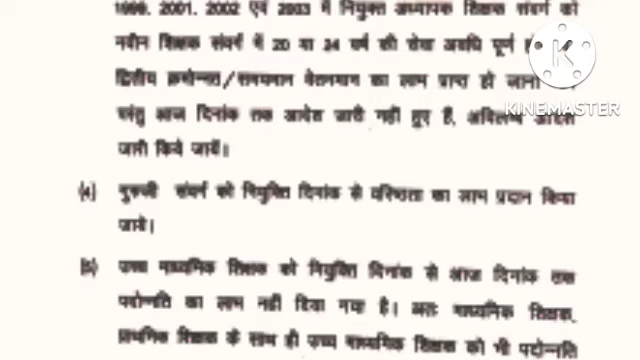 1999, 2001, 2002 एवं 2003 में नियुक्त अध्यापक शिक्षक संवर्ग को
नवीन शिक्षक संवर्ग में 20 या 24 वर्ष की सेवा अवधि पूर्ण
द्वितीय क्रमोन्नत/समयमान वेतनमान का लाभ प्राप्त हो जाना
परंतु आज दिनांक तक आदेश जारी नहीं हुए हैं, अविलम्ब आदेश
जारी किये जायें।
KINEMASTER
(4) गुरुजी संवर्ग को नियुक्ति दिनांक से वरिष्ठता का लाभ प्रदान किया
जावे।
(5) उच्च माध्यमिक शिक्षक को नियुक्ति दिनांक से आज दिनांक तक
पदोन्नति का लाभ नहीं दिया गया है। अतः माध्यमिक शिक्षक,
प्राथमिक शिक्षक के साथ ही उच्च माध्यमिक शिक्षक को भी पदोन्नति